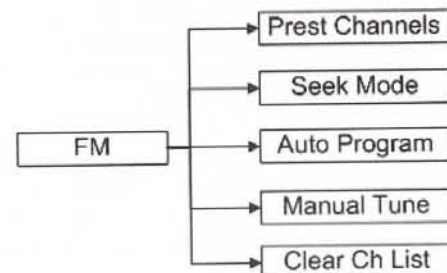 Prest Channels
Seek Mode
FM
Auto Program
Manual Tune
Clear Ch List